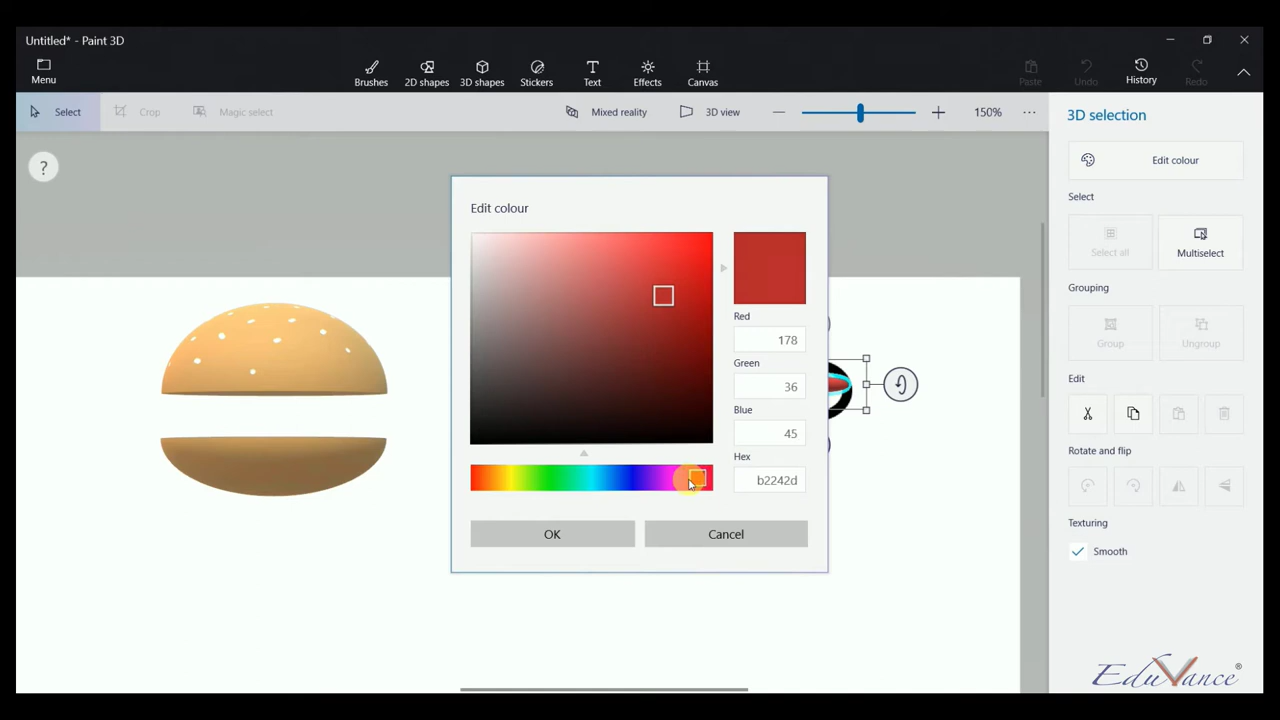 Untitled* - Paint 3D
Menu
Brushes
2D shapes
3D shapes
Stickers
Text
Effects
Canvas
Paste
Undo
History
Redo
Select
Crop
Magic select
Mixed reality
3D view
150%
?
3D selection
Edit colour
Select
Select all
Multiselect
Grouping
Group
Ungroup
Edit
Rotate and flip
Texturing
Smooth
Edit colour
Red
178
Green
36
Blue
45
Hex
b2242d
OK
Cancel
EduVance®